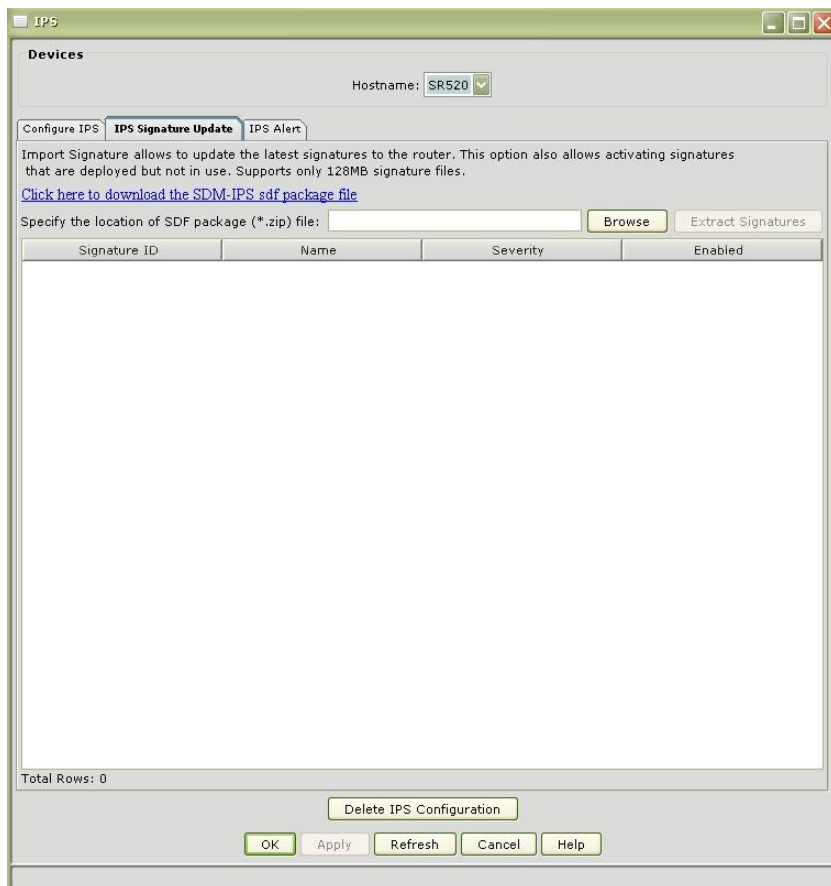 IPS
Devices
Hostname: SR520
Configure IPS IPS Signature Update IPS Alert
Import Signature allows to update the latest signatures to the router. This option also allows activating signatures
that are deployed but not in use. Supports only 128MB signature files.
Click here to download the SDM-IPS sdf package file
Specify the location of SDF package (*.zip) file: Browse Extract Signatures
Signature ID Name Severity Enabled
Total Rows: 0
Delete IPS Configuration
OK Apply Refresh Cancel Help